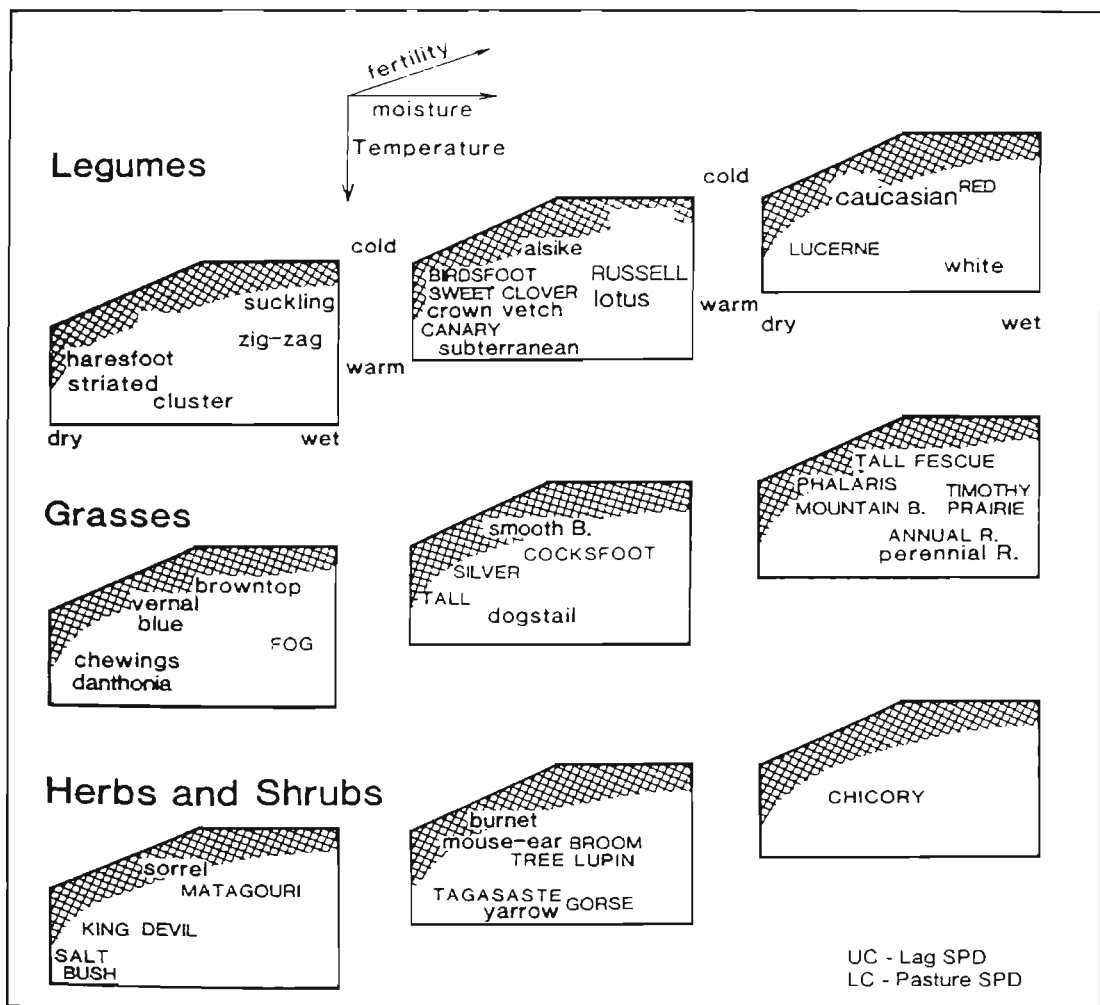 fertility
moisture
Temperature
Legumes
cold
caucasian RED
LUCERNE
white
warm
dry wet
cold
alsike
BIRDSFOOT
SWEET CLOVER
crown vetch
CANARY
subterranean
RUSSELL
lotus
warm
suckling
zig-zag
haresfoot
striated
cluster
dry wet
Grasses
TALL FESCUE
PHALARIS
MOUNTAIN B.
TIMOTHY
PRAIRIE
ANNUAL R.
perennial R.
smooth B.
COCKSFOOT
SILVER
TALL
dogstail
browntop
vernal
blue
FOG
chewings
danthonia
Herbs and Shrubs
CHICORY
burnet
mouse-ear BROOM
TREE LUPIN
TAGASASTE
yarrow GORSE
sorrel
MATAGOURI
KING DEVIL
SALT
BUSH
UC - Lag SPD
LC - Pasture SPD